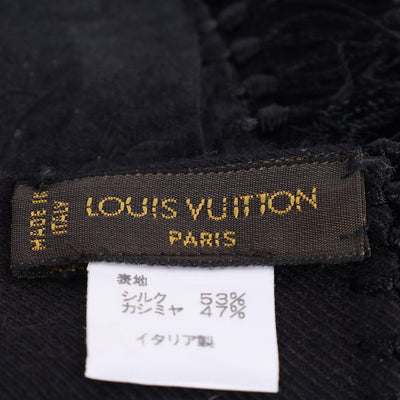 MADE IN
ITALY
LOUIS VUITTON
PARIS
表地
シルク 53%
カシミヤ 47%
イタリア製